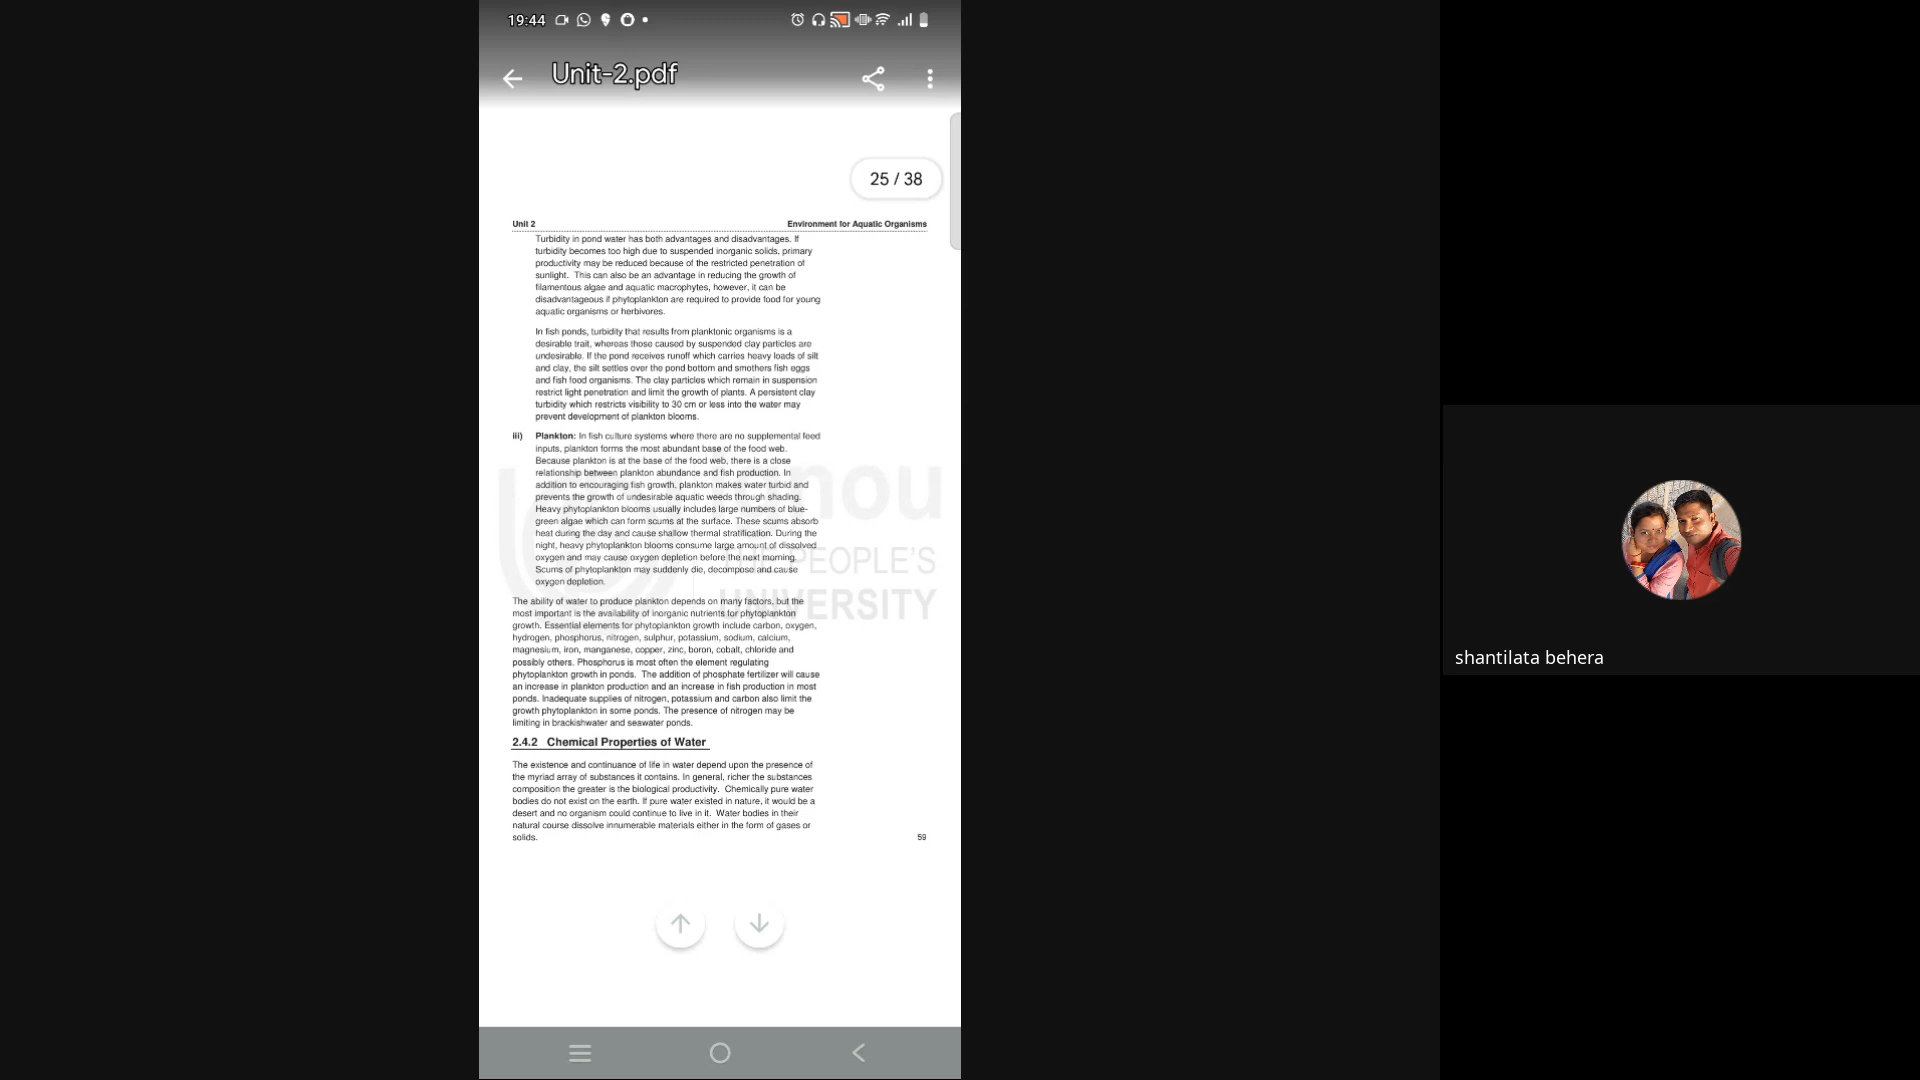 19:44
Unit-2.pdf
25 / 38
Unit 2 Environment for Aquatic Organisms
Turbidity in pond water has both advantages and disadvantages. If
turbidity becomes too high due to suspended inorganic solids, primary
productivity may be reduced because of the restricted penetration of
sunlight. This can also be an advantage in reducing the growth of
filamentous algae and aquatic macrophytes, however, it can be
disadvantageous if phytoplankton are required to provide food for young
aquatic organisms or herbivores.
In fish ponds, turbidity that results from planktonic organisms is a
desirable trait, whereas those caused by suspended clay particles are
undesirable. If the pond receives runoff which carries heavy loads of silt
and clay, the silt settles over the pond bottom and smothers fish eggs
and fish food organisms. The clay particles which remain in suspension
restrict light penetration and limit the growth of plants. A persistent clay
turbidity which restricts visibility to 30 cm or less into the water may
prevent development of plankton blooms.
iii) Plankton: In fish culture systems where there are no supplemental feed
inputs, plankton forms the most abundant base of the food web.
Because plankton is at the base of the food web, there is a close
relationship between plankton abundance and fish production. In
addition to encouraging fish growth, plankton makes water turbid and
prevents the growth of undesirable aquatic weeds through shading.
Heavy phytoplankton blooms usually includes large numbers of blue-
green algae which can form scums at the surface. These scums absorb
heat during the day and cause shallow thermal stratification. During the
night, heavy phytoplankton blooms consume large amount of dissolved
oxygen and may cause oxygen depletion before the next morning.
Scums of phytoplankton may suddenly die, decompose and cause
oxygen depletion.
The ability of water to produce plankton depends on many factors, but the
most important is the availability of inorganic nutrients for phytoplankton
growth. Essential elements for phytoplankton growth include carbon, oxygen,
hydrogen, phosphorus, nitrogen, sulphur, potassium, sodium, calcium,
magnesium, iron, manganese, copper, zinc, boron, cobalt, chloride and
possibly others. Phosphorus is most often the element regulating
phytoplankton growth in ponds. The addition of phosphate fertilizer will cause
an increase in plankton production and an increase in fish production in most
ponds. Inadequate supplies of nitrogen, potassium and carbon also limit the
growth phytoplankton in some ponds. The presence of nitrogen may be
limiting in brackishwater and seawater ponds.
2.4.2 Chemical Properties of Water
The existence and continuance of life in water depend upon the presence of
the myriad array of substances it contains. In general, richer the substances
composition the greater is the biological productivity. Chemically pure water
bodies do not exist on the earth. If pure water existed in nature, it would be a
desert and no organism could continue to live in it. Water bodies in their
natural course dissolve innumerable materials either in the form of gases or
solids.
59
PEOPLE'S
UNIVERSITY
shantilata behera